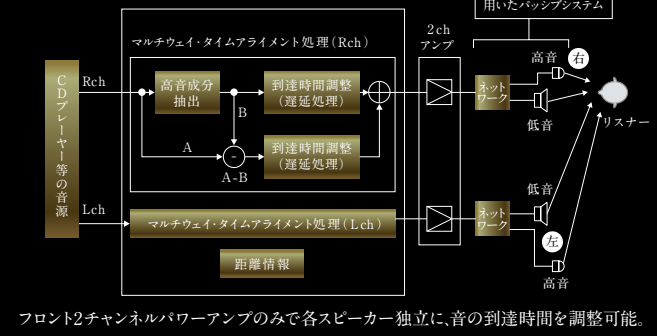 用いたパッシブシステム
2ch
アンプ
マルチウェイ・タイムアライメント処理(Rch)
高音
右
CDプレーヤー等の音源
Rch
高音成分
抽出
到達時間調整
(遅延処理)
ネット
ワーク
B
リスナー
低音
A
-
到達時間調整
(遅延処理)
A-B
低音
Lch
マルチウェイ・タイムアライメント処理(Lch)
ネット
ワーク
左
距離情報
高音
フロント2チャンネルパワーアンプのみで各スピーカー独立に、音の到達時間を調整可能。